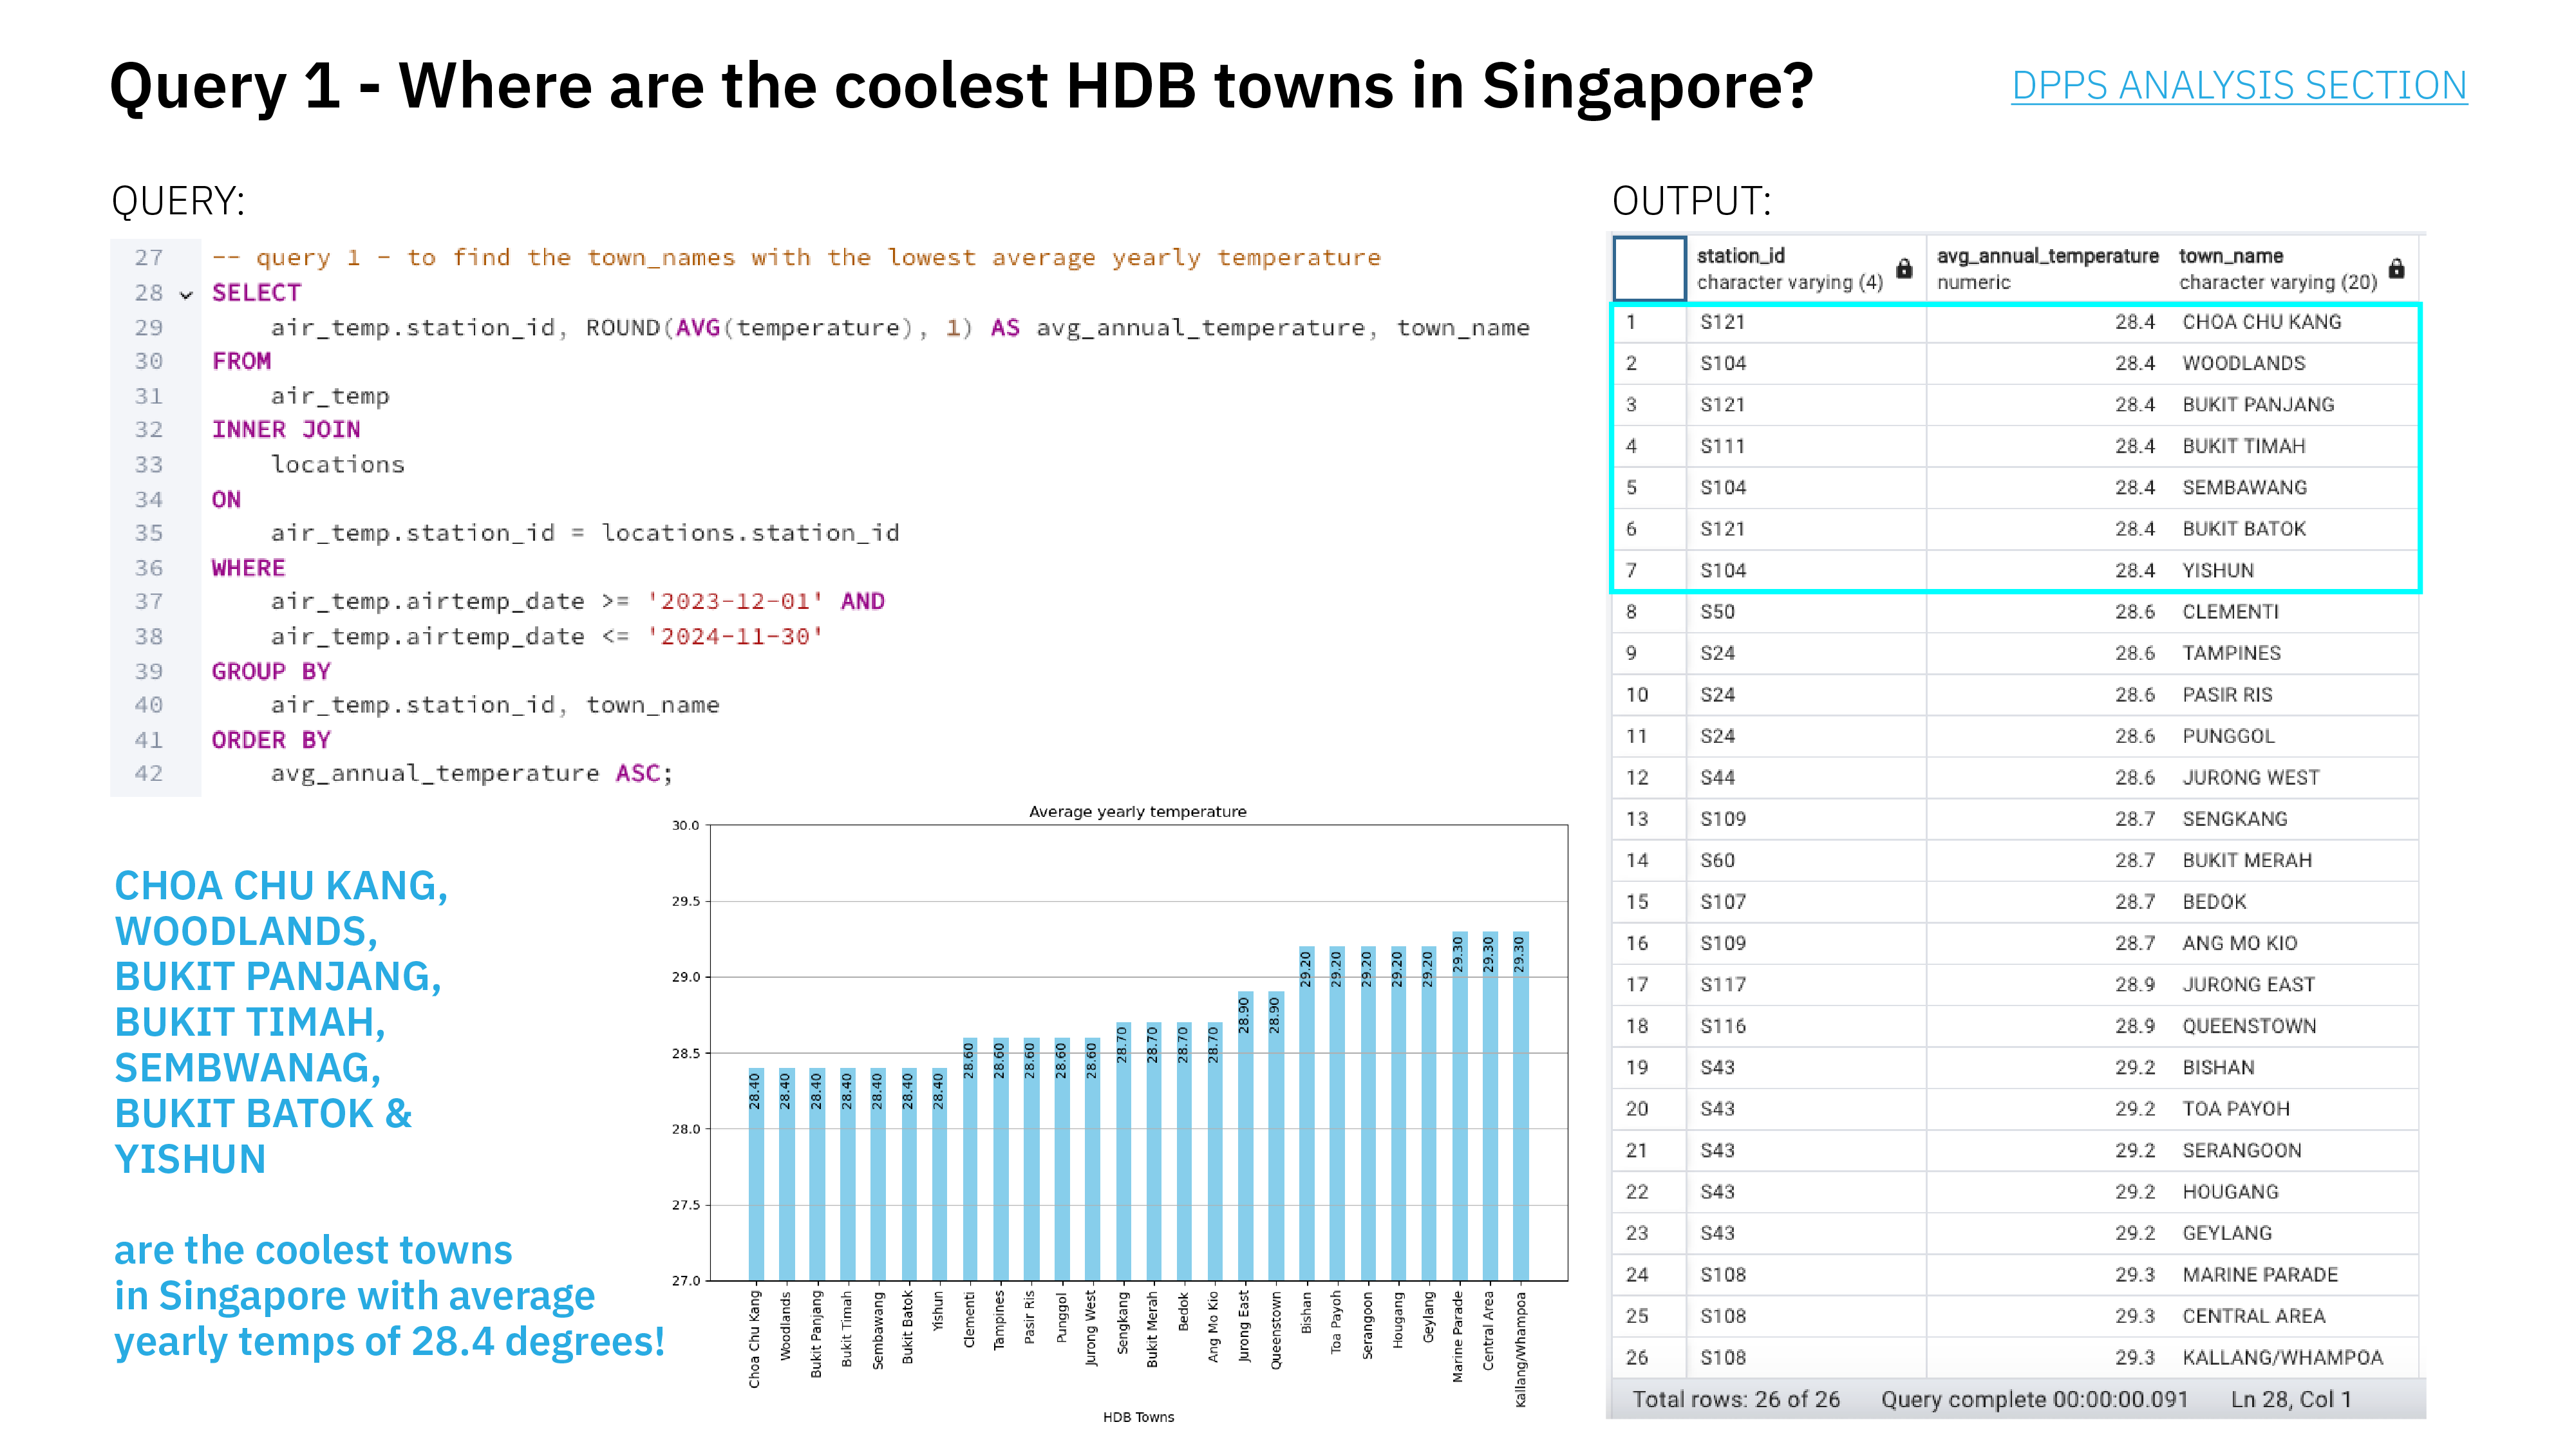 Query 1 - Where are the coolest HDB towns in Singapore?
DPPS ANALYSIS SECTION
QUERY:
27 -- query 1 - to find the town_names with the lowest average yearly temperature
28 SELECT
29 air_temp.station_id, ROUND(AVG(temperature), 1) AS avg_annual_temperature, town_name
30 FROM
31 air_temp
32 INNER JOIN
33 locations
34 ON
35 air_temp.station_id = locations.station_id
36 WHERE
37 air_temp.airtemp_date >= '2023-12-01' AND
38 air_temp.airtemp_date <= '2024-11-30'
39 GROUP BY
40 air_temp.station_id, town_name
41 ORDER BY
42 avg_annual_temperature ASC;
CHOA CHU KANG,
WOODLANDS,
BUKIT PANJANG,
BUKIT TIMAH,
SEMBWANAG,
BUKIT BATOK &
YISHUN
are the coolest towns
in Singapore with average
yearly temps of 28.4 degrees!
Average yearly temperature
30.0
29.5
29.0
28.5
28.0
27.5
27.0
28.40
28.40
28.40
28.40
28.40
28.40
28.40
28.60
28.60
28.60
28.60
28.60
28.70
28.70
28.70
28.70
28.90
28.90
29.20
29.20
29.20
29.20
29.20
29.30
29.30
29.30
Choa Chu Kang
Woodlands
Bukit Panjang
Bukit Timah
Sembawang
Bukit Batok
Yishun
Clementi
Tampines
Pasir Ris
Punggol
Jurong West
Sengkang
Bukit Merah
Bedok
Ang Mo Kio
Jurong East
Queenstown
Bishan
Toa Payoh
Serangoon
Hougang
Geylang
Marine Parade
Central Area
Kallang/Whampoa
HDB Towns
OUTPUT:
station_id avg_annual_temperature town_name
character varying (4) numeric character varying (20)
1 S121 28.4 CHOA CHU KANG
2 S104 28.4 WOODLANDS
3 S121 28.4 BUKIT PANJANG
4 S111 28.4 BUKIT TIMAH
5 S104 28.4 SEMBAWANG
6 S121 28.4 BUKIT BATOK
7 S104 28.4 YISHUN
8 S50 28.6 CLEMENTI
9 S24 28.6 TAMPINES
10 S24 28.6 PASIR RIS
11 S24 28.6 PUNGGOL
12 S44 28.6 JURONG WEST
13 S109 28.7 SENGKANG
14 S60 28.7 BUKIT MERAH
15 S107 28.7 BEDOK
16 S109 28.7 ANG MO KIO
17 S117 28.9 JURONG EAST
18 S116 28.9 QUEENSTOWN
19 S43 29.2 BISHAN
20 S43 29.2 TOA PAYOH
21 S43 29.2 SERANGOON
22 S43 29.2 HOUGANG
23 S43 29.2 GEYLANG
24 S108 29.3 MARINE PARADE
25 S108 29.3 CENTRAL AREA
26 S108 29.3 KALLANG/WHAMPOA
Total rows: 26 of 26 Query complete 00:00:00.091 Ln 28, Col 1